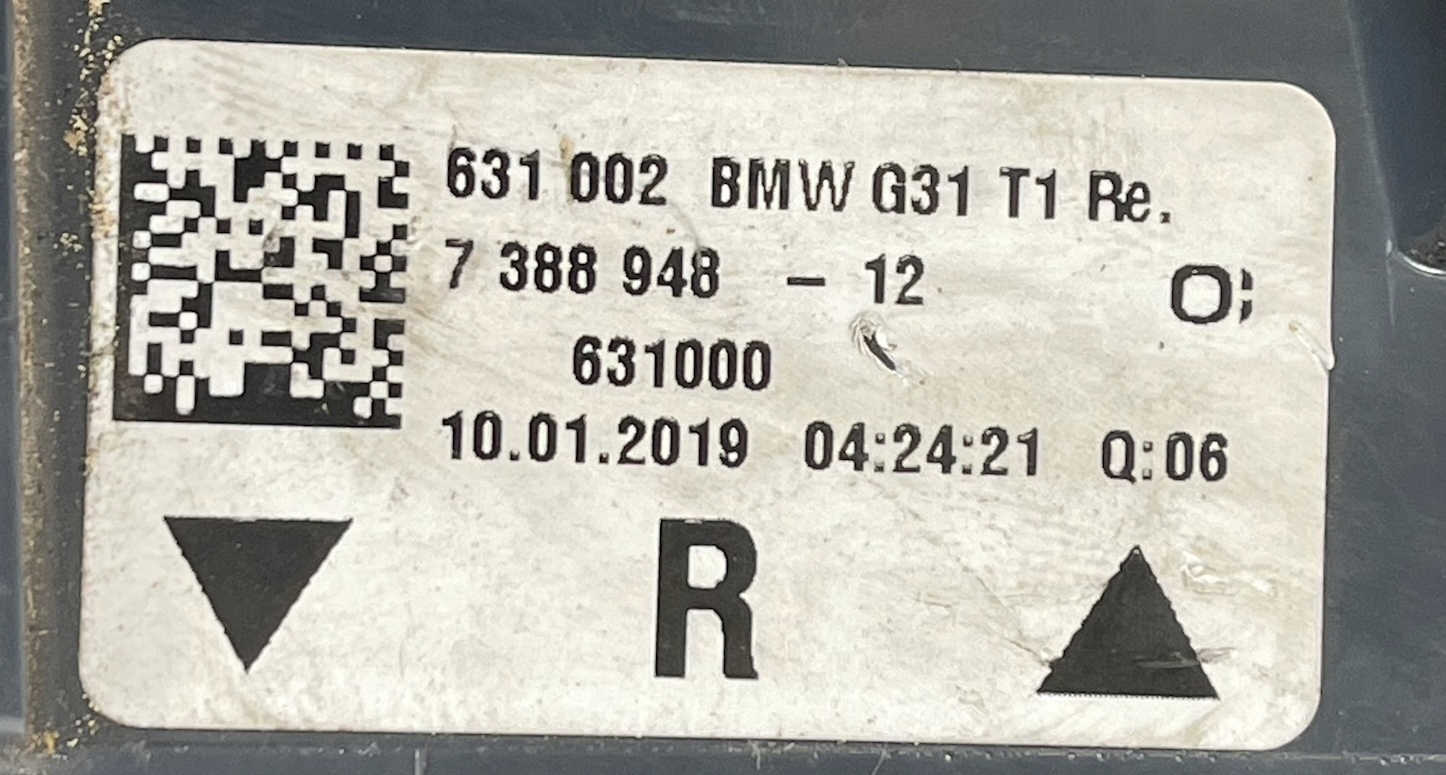 631 002 BMW G31 T1 Re.
7 388 948 – 12
631000
10.01.2019 04:24:21 Q:06
R